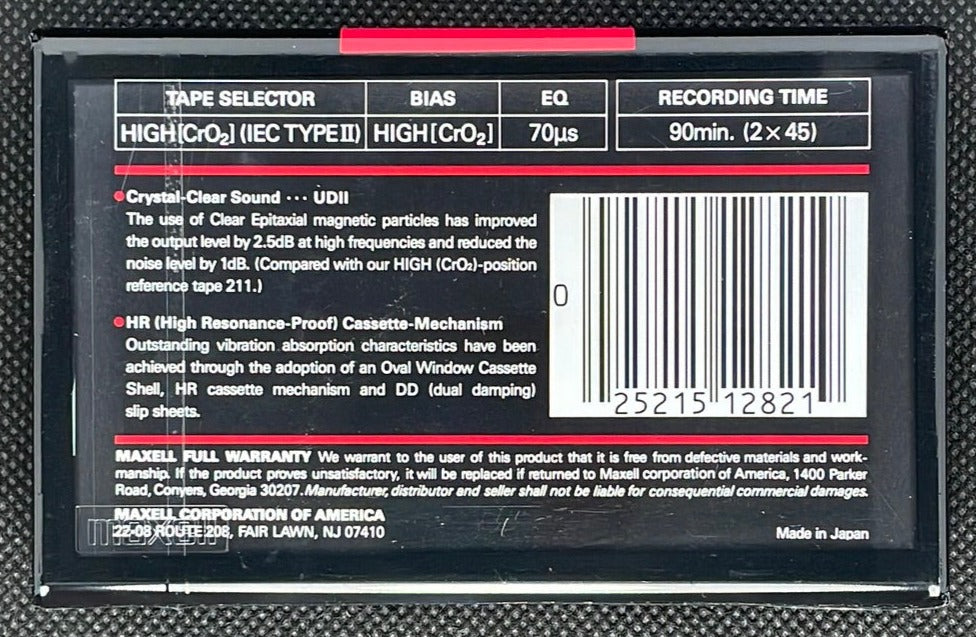 TAPE SELECTOR BIAS EQ RECORDING TIME
HIGH[CrO₂] (IEC TYPE II) HIGH[CrO₂] 70μs 90min. (2×45)
●Crystal-Clear Sound ··· UDII
The use of Clear Epitaxial magnetic particles has improved
the output level by 2.5dB at high frequencies and reduced the
noise level by 1dB. (Compared with our HIGH (CrO₂)-position
reference tape 211.)
●HR (High Resonance-Proof) Cassette-Mechanism
Outstanding vibration absorption characteristics have been
achieved through the adoption of an Oval Window Cassette
Shell, HR cassette mechanism and DD (dual damping)
slip sheets.
0 25215 12821
MAXELL FULL WARRANTY We warrant to the user of this product that it is free from defective materials and work-
manship. If the product proves unsatisfactory, it will be replaced if returned to Maxell corporation of America, 1400 Parker
Road, Conyers, Georgia 30207. Manufacturer, distributor and seller shall not be liable for consequential commercial damages.
MAXELL CORPORATION OF AMERICA
22-08 ROUTE 208, FAIR LAWN, NJ 07410
Made in Japan
maxell